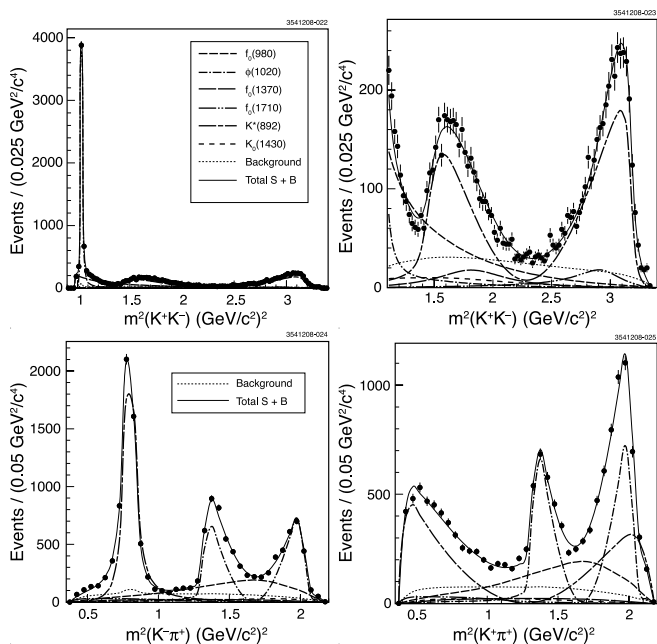 3541208-022
Events / (0.025 GeV²/c⁴)
4000
3000
2000
1000
0
f₀(980)
ϕ(1020)
f₀(1370)
f₀(1710)
K*(892)
K₀(1430)
Background
Total S + B
1 1.5 2 2.5 3
m²(K⁺K⁻) (GeV/c²)²
3541208-023
Events / (0.025 GeV²/c⁴)
200
100
0
1.5 2 2.5 3
m²(K⁺K⁻) (GeV/c²)²
3541208-024
Events / (0.05 GeV²/c⁴)
2000
1500
1000
500
0
Background
Total S + B
0.5 1 1.5 2
m²(K⁻π⁺) (GeV/c²)²
3541208-025
Events / (0.05 GeV²/c⁴)
1000
500
0
0.5 1 1.5 2
m²(K⁺π⁺) (GeV/c²)²